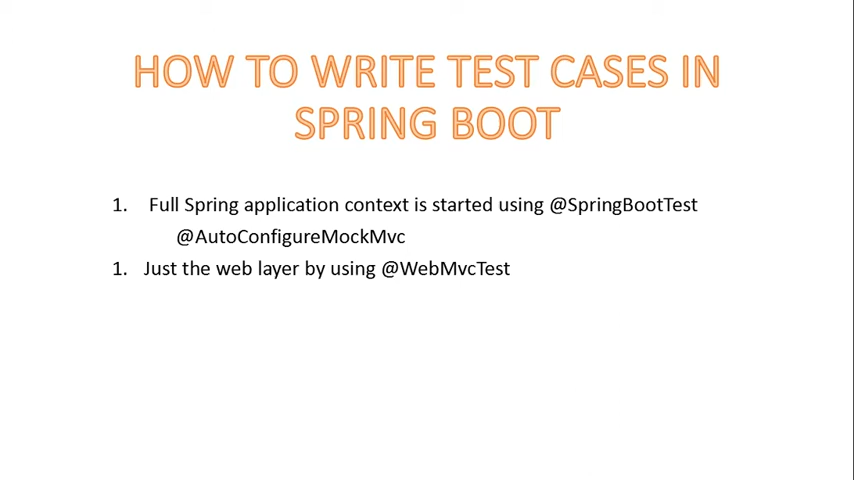 HOW TO WRITE TEST CASES IN
SPRING BOOT
1. Full Spring application context is started using @SpringBootTest
@AutoConfigureMockMvc
1. Just the web layer by using @WebMvcTest